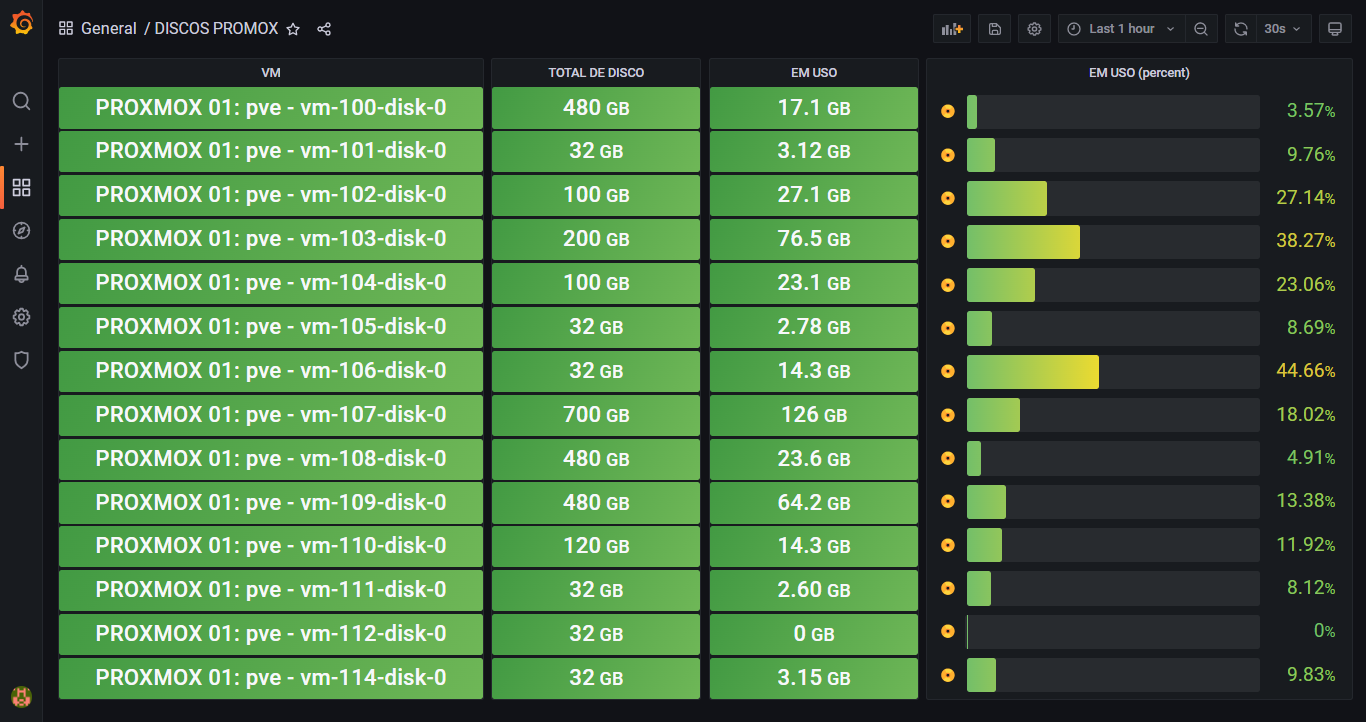 General / DISCOS PROMOX
Last 1 hour 30s
VM TOTAL DE DISCO EM USO EM USO (percent)
PROXMOX 01: pve - vm-100-disk-0 480 GB 17.1 GB 3.57%
PROXMOX 01: pve - vm-101-disk-0 32 GB 3.12 GB 9.76%
PROXMOX 01: pve - vm-102-disk-0 100 GB 27.1 GB 27.14%
PROXMOX 01: pve - vm-103-disk-0 200 GB 76.5 GB 38.27%
PROXMOX 01: pve - vm-104-disk-0 100 GB 23.1 GB 23.06%
PROXMOX 01: pve - vm-105-disk-0 32 GB 2.78 GB 8.69%
PROXMOX 01: pve - vm-106-disk-0 32 GB 14.3 GB 44.66%
PROXMOX 01: pve - vm-107-disk-0 700 GB 126 GB 18.02%
PROXMOX 01: pve - vm-108-disk-0 480 GB 23.6 GB 4.91%
PROXMOX 01: pve - vm-109-disk-0 480 GB 64.2 GB 13.38%
PROXMOX 01: pve - vm-110-disk-0 120 GB 14.3 GB 11.92%
PROXMOX 01: pve - vm-111-disk-0 32 GB 2.60 GB 8.12%
PROXMOX 01: pve - vm-112-disk-0 32 GB 0 GB 0%
PROXMOX 01: pve - vm-114-disk-0 32 GB 3.15 GB 9.83%